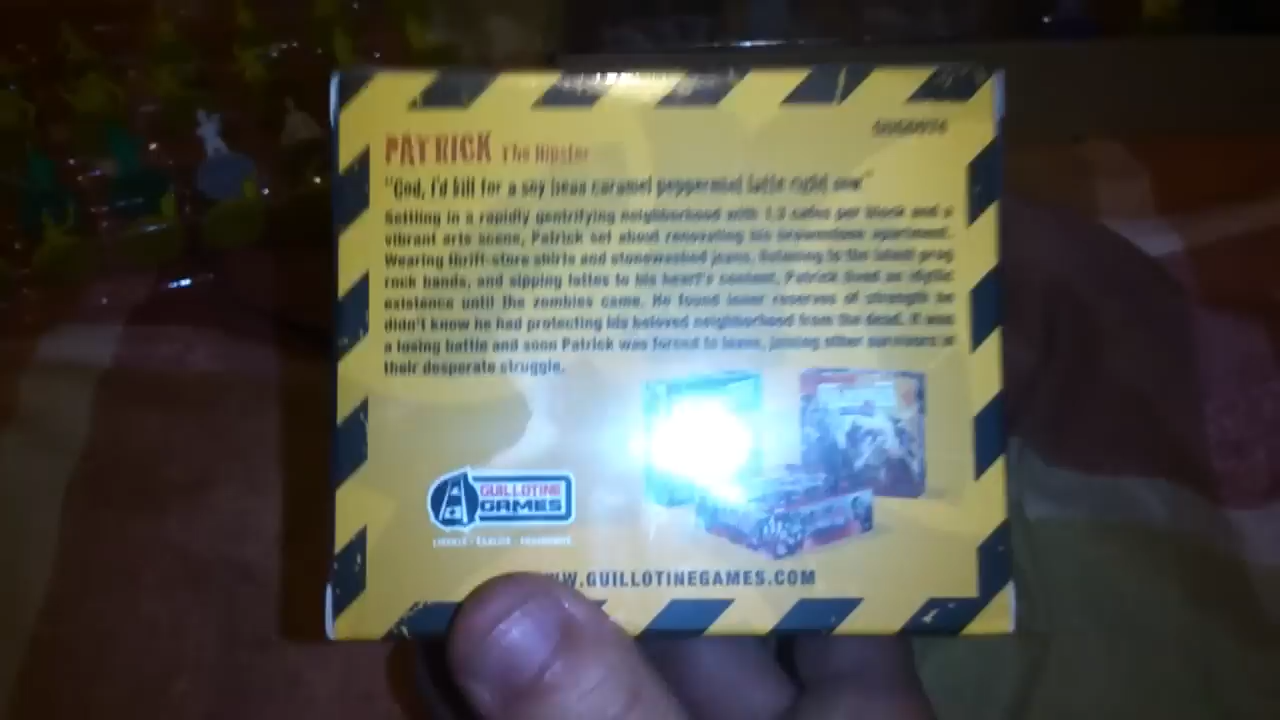 PATRICK The Hipster
"God, I'd kill for a soy bean caramel peppermint latte right now"
Settling in a rapidly gentrifying neighborhood with 1.3 cafes per block and a
vibrant arts scene, Patrick set about renovating his brownstone apartment.
Wearing thrift-store shirts and stonewashed jeans, listening to the latest prog
rock bands, and sipping lattes to his heart's content, Patrick lived an idyllic
existence until the zombies came. He found inner reserves of strength he
didn't know he had protecting his beloved neighborhood from the dead. It was
a losing battle and soon Patrick was forced to leave, joining other survivors in
their desperate struggle.
GUILLOTINE
GAMES
WW.GUILLOTINEGAMES.COM